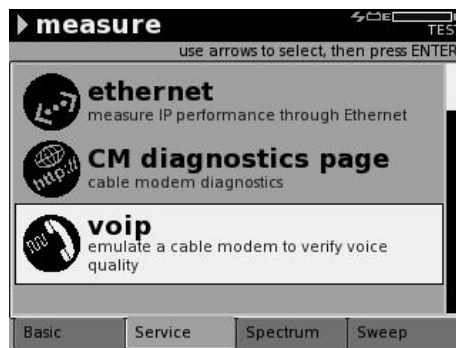 measure
TEST
use arrows to select, then press ENTER
ethernet
measure IP performance through Ethernet
http://
CM diagnostics page
cable modem diagnostics
voip
emulate a cable modem to verify voice
quality
Basic Service Spectrum Sweep